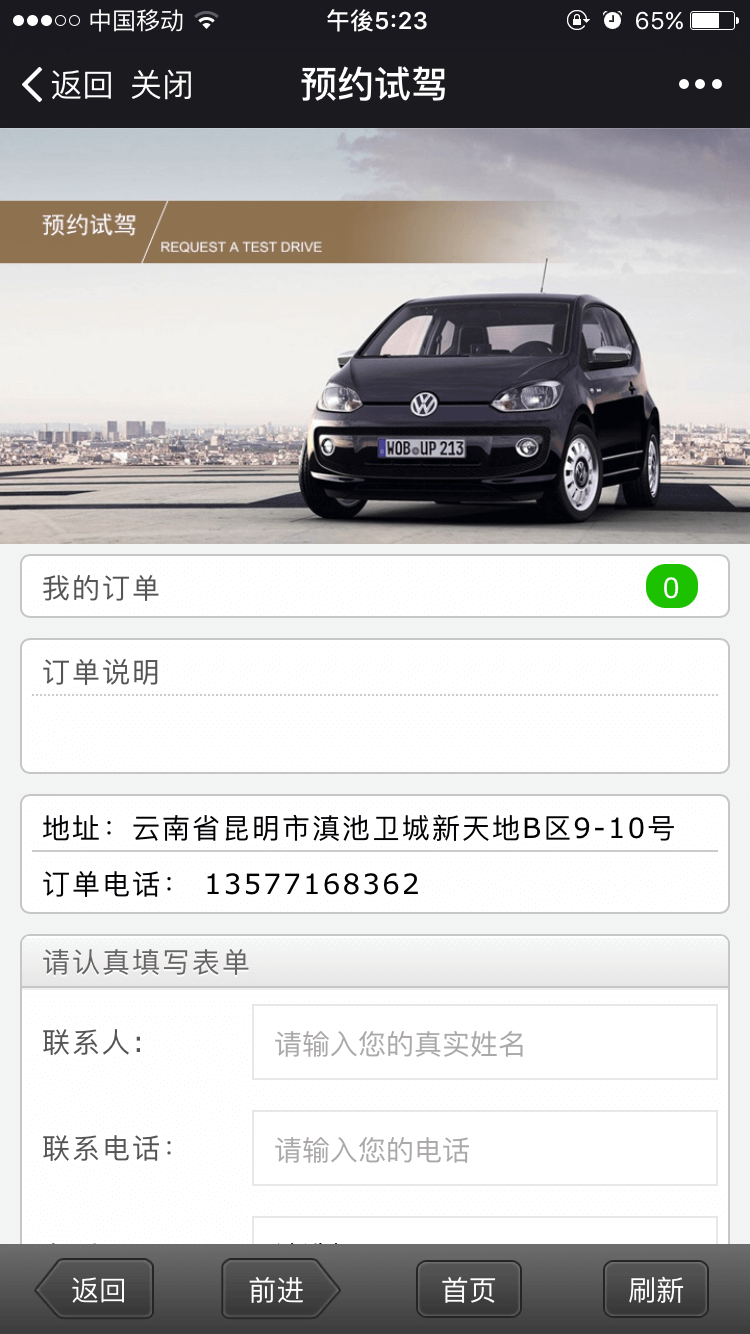 中国移动
午後5:23
65%
返回 关闭
预约试驾
预约试驾
REQUEST A TEST DRIVE
WOB UP 213
我的订单
0
订单说明
地址：云南省昆明市滇池卫城新天地B区9-10号
订单电话： 13577168362
请认真填写表单
联系人:
请输入您的真实姓名
联系电话:
请输入您的电话
返回
前进
首页
刷新